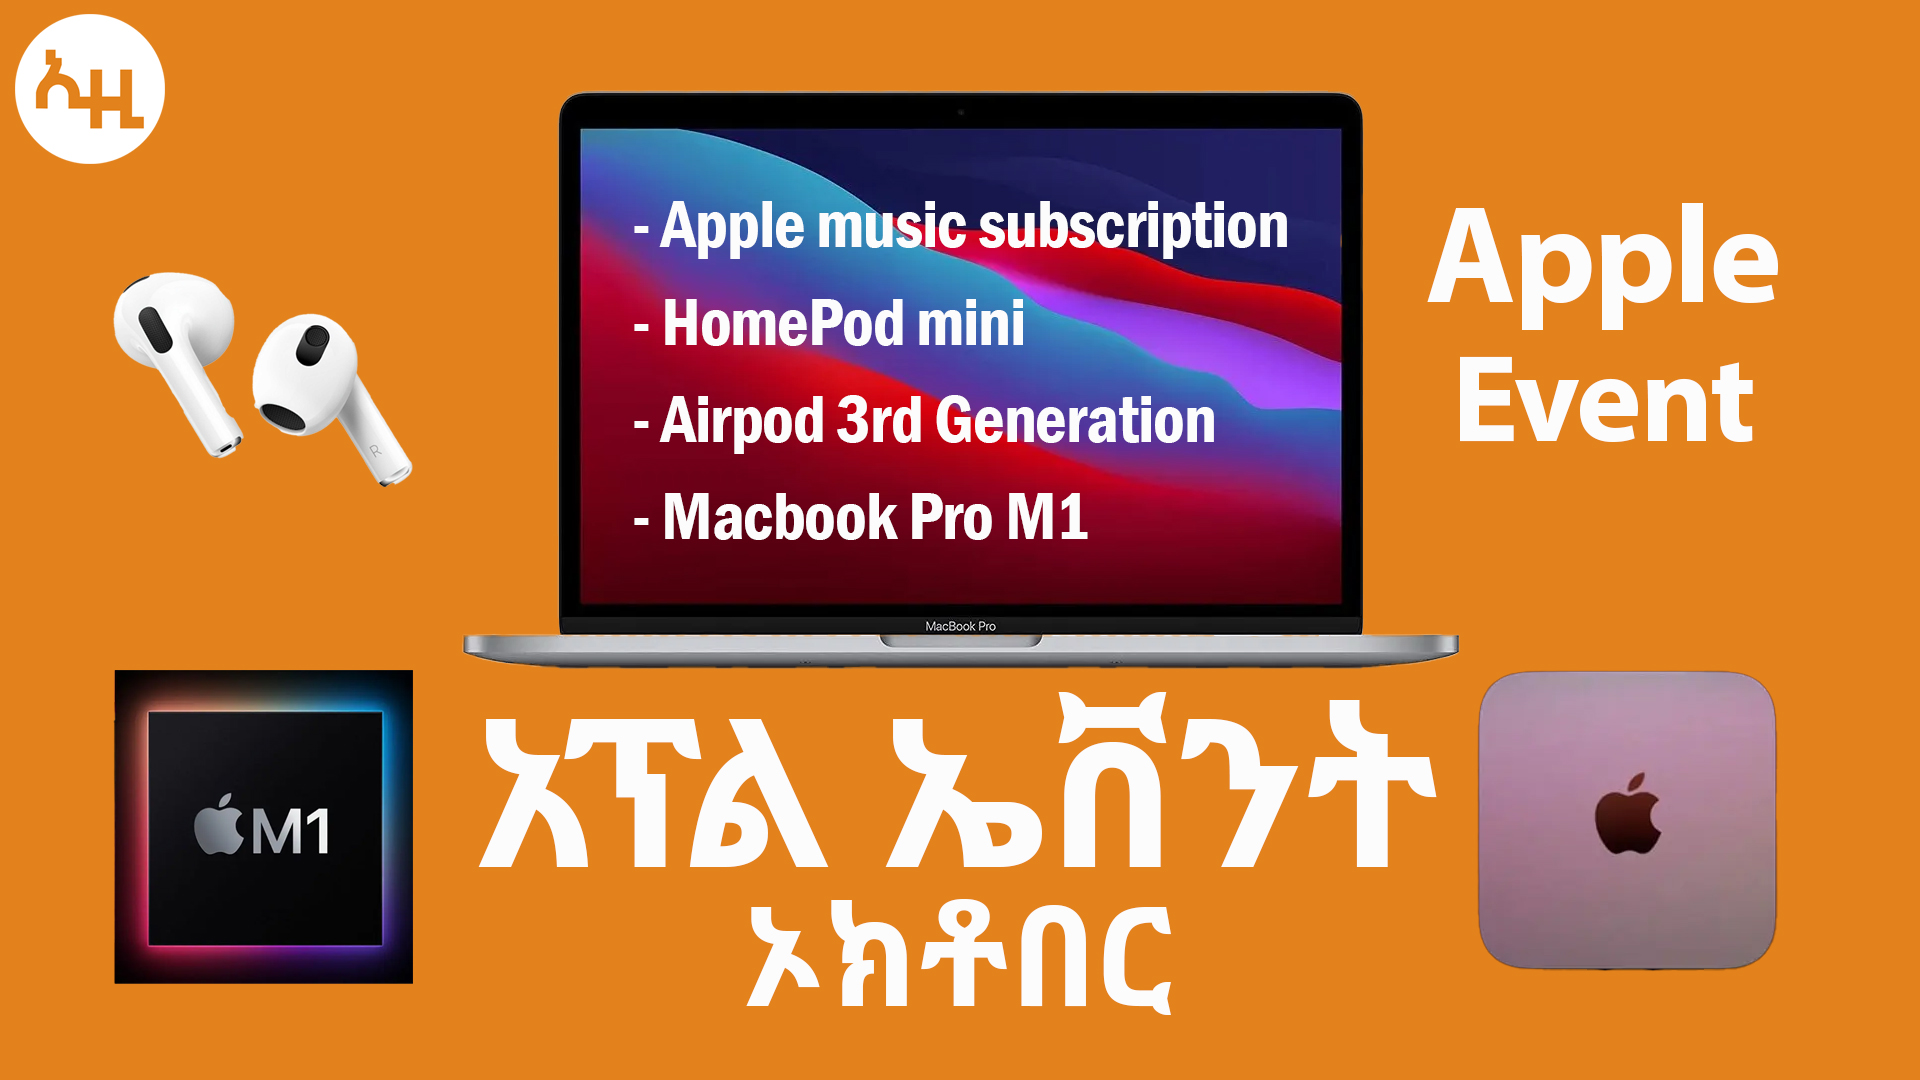 እዚ
- Apple music subscription
- HomePod mini
- Airpod 3rd Generation
- Macbook Pro M1
MacBook Pro
Apple
Event
R
M1
አፕል ኤቨንት
ኦክቶበር